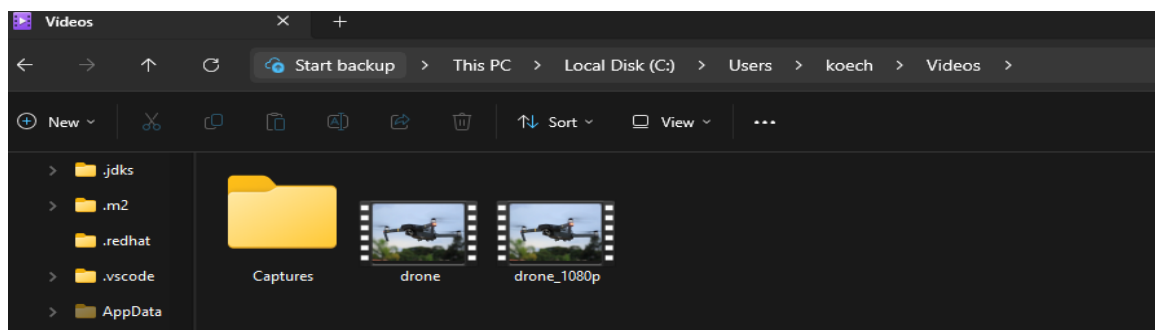 Videos
Start backup > This PC > Local Disk (C:) > Users > koech > Videos >
New Sort View ...
.jdks
.m2
.redhat
.vscode
AppData
Captures drone drone_1080p